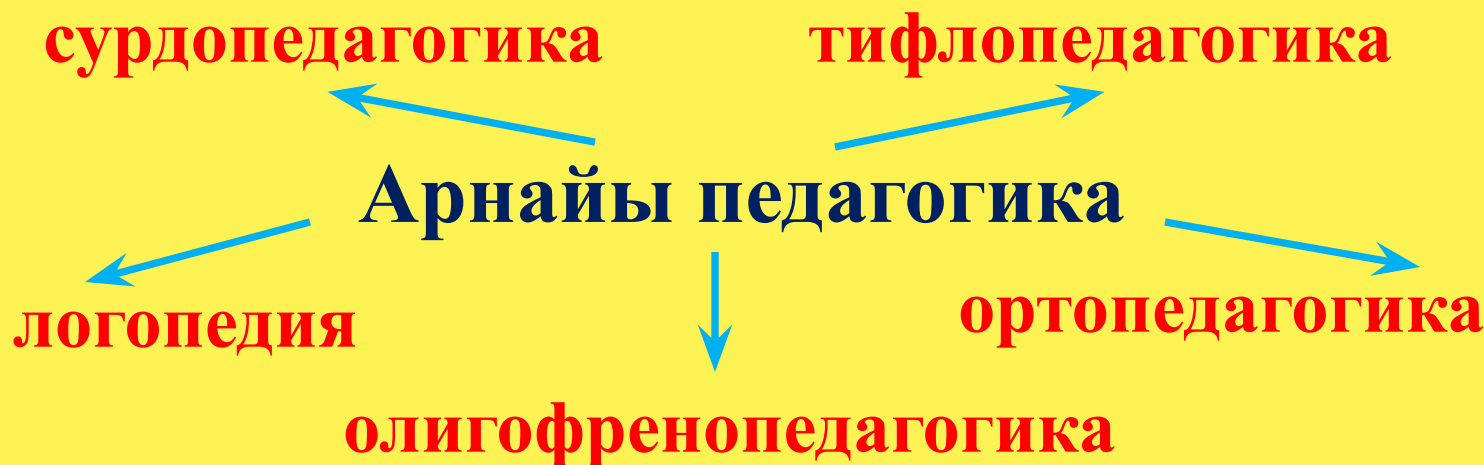 сурдопедагогика
тифлопедагогика
Арнайы педагогика
логопедия
ортопедагогика
олигофренопедагогика